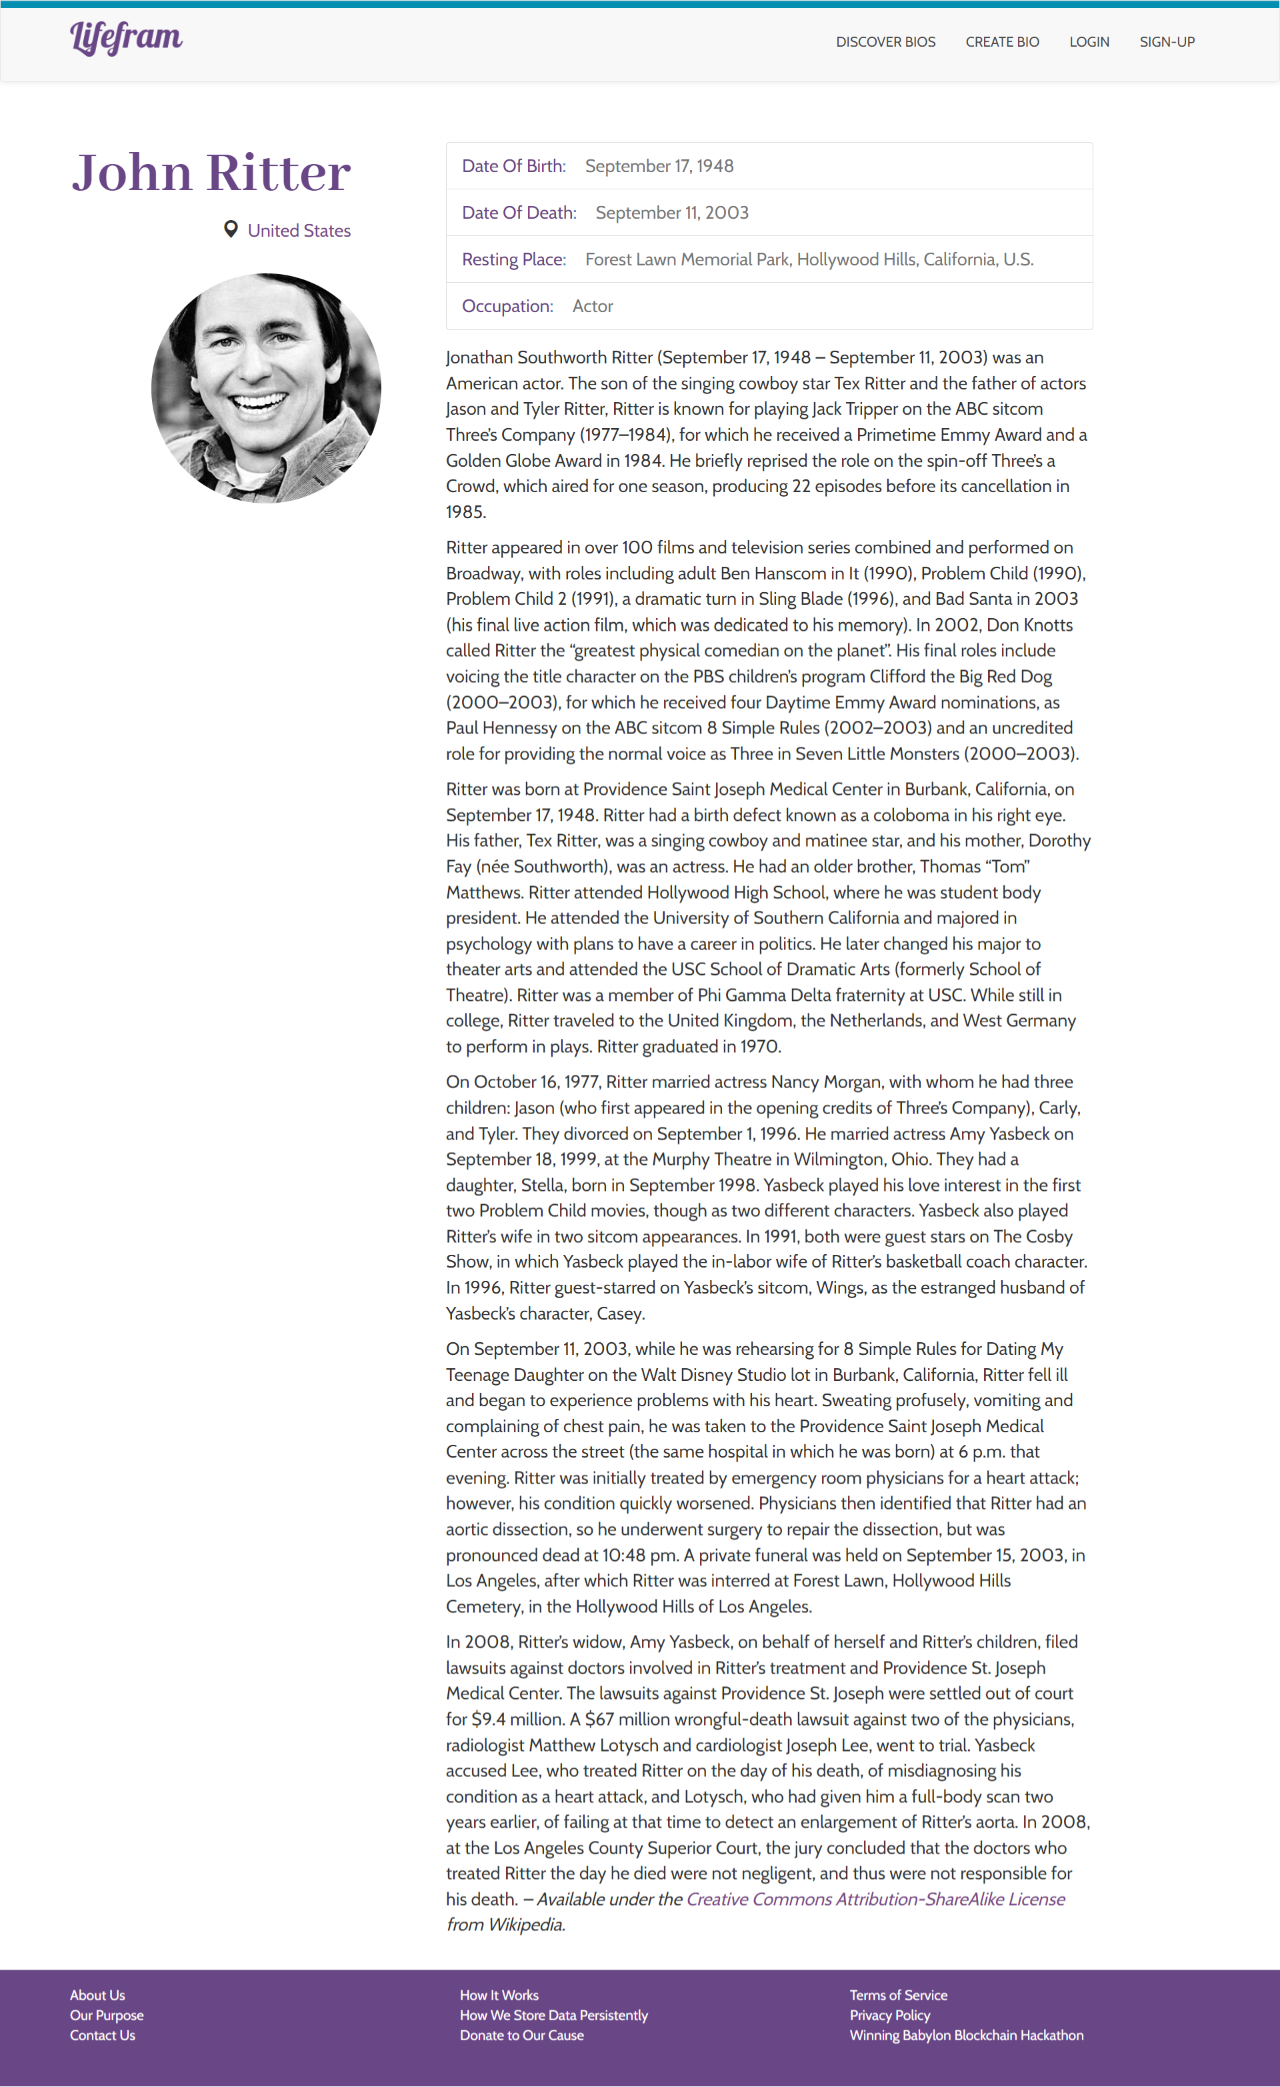 Lifefram
DISCOVER BIOS CREATE BIO LOGIN SIGN-UP
John Ritter
United States
Date Of Birth: September 17, 1948
Date Of Death: September 11, 2003
Resting Place: Forest Lawn Memorial Park, Hollywood Hills, California, U.S.
Occupation: Actor
Jonathan Southworth Ritter (September 17, 1948 – September 11, 2003) was an
American actor. The son of the singing cowboy star Tex Ritter and the father of actors
Jason and Tyler Ritter, Ritter is known for playing Jack Tripper on the ABC sitcom
Three's Company (1977–1984), for which he received a Primetime Emmy Award and a
Golden Globe Award in 1984. He briefly reprised the role on the spin-off Three's a
Crowd, which aired for one season, producing 22 episodes before its cancellation in
1985.
Ritter appeared in over 100 films and television series combined and performed on
Broadway, with roles including adult Ben Hanscom in It (1990), Problem Child (1990),
Problem Child 2 (1991), a dramatic turn in Sling Blade (1996), and Bad Santa in 2003
(his final live action film, which was dedicated to his memory). In 2002, Don Knotts
called Ritter the “greatest physical comedian on the planet”. His final roles include
voicing the title character on the PBS children's program Clifford the Big Red Dog
(2000–2003), for which he received four Daytime Emmy Award nominations, as
Paul Hennessy on the ABC sitcom 8 Simple Rules (2002–2003) and an uncredited
role for providing the normal voice as Three in Seven Little Monsters (2000–2003).
Ritter was born at Providence Saint Joseph Medical Center in Burbank, California, on
September 17, 1948. Ritter had a birth defect known as a coloboma in his right eye.
His father, Tex Ritter, was a singing cowboy and matinee star, and his mother, Dorothy
Fay (née Southworth), was an actress. He had an older brother, Thomas “Tom”
Matthews. Ritter attended Hollywood High School, where he was student body
president. He attended the University of Southern California and majored in
psychology with plans to have a career in politics. He later changed his major to
theater arts and attended the USC School of Dramatic Arts (formerly School of
Theatre). Ritter was a member of Phi Gamma Delta fraternity at USC. While still in
college, Ritter traveled to the United Kingdom, the Netherlands, and West Germany
to perform in plays. Ritter graduated in 1970.
On October 16, 1977, Ritter married actress Nancy Morgan, with whom he had three
children: Jason (who first appeared in the opening credits of Three's Company), Carly,
and Tyler. They divorced on September 1, 1996. He married actress Amy Yasbeck on
September 18, 1999, at the Murphy Theatre in Wilmington, Ohio. They had a
daughter, Stella, born in September 1998. Yasbeck played his love interest in the first
two Problem Child movies, though as two different characters. Yasbeck also played
Ritter's wife in two sitcom appearances. In 1991, both were guest stars on The Cosby
Show, in which Yasbeck played the in-labor wife of Ritter's basketball coach character.
In 1996, Ritter guest-starred on Yasbeck's sitcom, Wings, as the estranged husband of
Yasbeck's character, Casey.
On September 11, 2003, while he was rehearsing for 8 Simple Rules for Dating My
Teenage Daughter on the Walt Disney Studio lot in Burbank, California, Ritter fell ill
and began to experience problems with his heart. Sweating profusely, vomiting and
complaining of chest pain, he was taken to the Providence Saint Joseph Medical
Center across the street (the same hospital in which he was born) at 6 p.m. that
evening. Ritter was initially treated by emergency room physicians for a heart attack;
however, his condition quickly worsened. Physicians then identified that Ritter had an
aortic dissection, so he underwent surgery to repair the dissection, but was
pronounced dead at 10:48 pm. A private funeral was held on September 15, 2003, in
Los Angeles, after which Ritter was interred at Forest Lawn, Hollywood Hills
Cemetery, in the Hollywood Hills of Los Angeles.
In 2008, Ritter's widow, Amy Yasbeck, on behalf of herself and Ritter's children, filed
lawsuits against doctors involved in Ritter's treatment and Providence St. Joseph
Medical Center. The lawsuits against Providence St. Joseph were settled out of court
for $9.4 million. A $67 million wrongful-death lawsuit against two of the physicians,
radiologist Matthew Lotysch and cardiologist Joseph Lee, went to trial. Yasbeck
accused Lee, who treated Ritter on the day of his death, of misdiagnosing his
condition as a heart attack, and Lotysch, who had given him a full-body scan two
years earlier, of failing at that time to detect an enlargement of Ritter's aorta. In 2008,
at the Los Angeles County Superior Court, the jury concluded that the doctors who
treated Ritter the day he died were not negligent, and thus were not responsible for
his death. – Available under the Creative Commons Attribution-ShareAlike License
from Wikipedia.
About Us
Our Purpose
Contact Us
How It Works
How We Store Data Persistently
Donate to Our Cause
Terms of Service
Privacy Policy
Winning Babylon Blockchain Hackathon